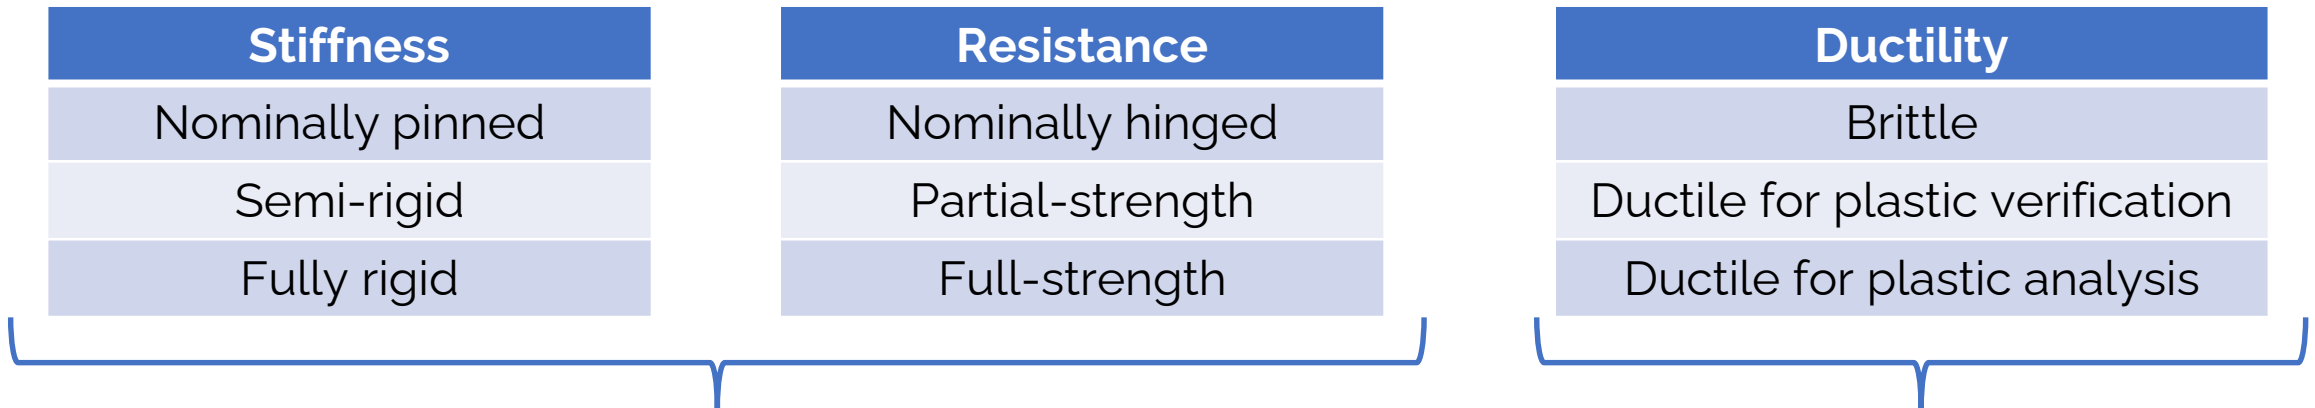 Stiffness
Nominally pinned
Semi-rigid
Fully rigid
Resistance
Nominally hinged
Partial-strength
Full-strength
Ductility
Brittle
Ductile for plastic verification
Ductile for plastic analysis